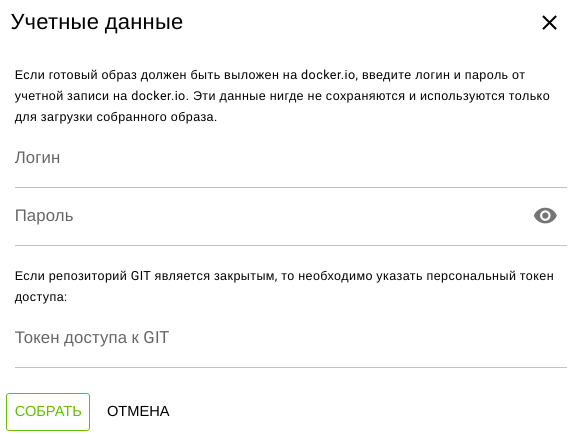 Учетные данные
Если готовый образ должен быть выложен на docker.io, введите логин и пароль от
учетной записи на docker.io. Эти данные нигде не сохраняются и используются только
для загрузки собранного образа.
Логин
Пароль
Если репозиторий GIT является закрытым, то необходимо указать персональный токен
доступа:
Токен доступа к GIT
СОБРАТЬ ОТМЕНА